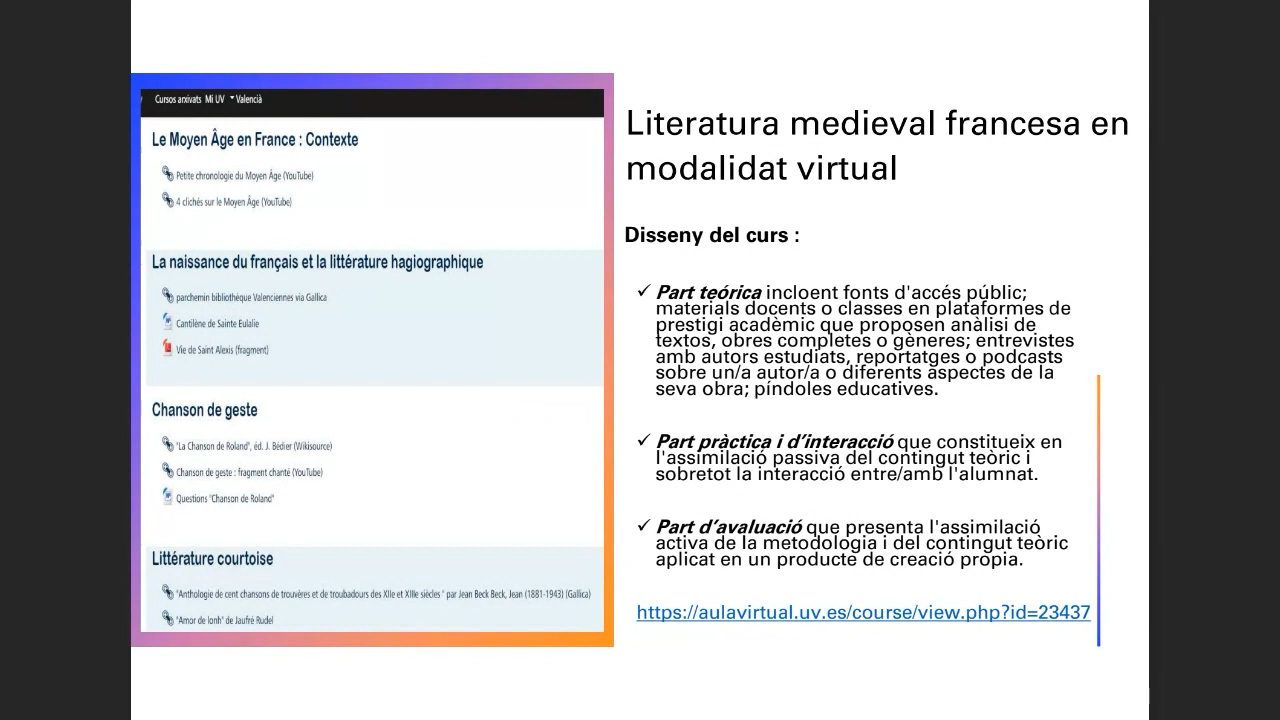 Cursos arxivats Mi UV Valencià
Le Moyen Âge en France : Contexte
Petite chronologie du Moyen Âge (YouTube)
4 clichés sur le Moyen Âge (YouTube)
La naissance du français et la littérature hagiographique
parchemin bibliothèque Valenciennes via Gallica
Cantilène de Sainte Eulalie
Vie de Saint Alexis (fragment)
Chanson de geste
"La Chanson de Roland", éd. J. Bédier (Wikisource)
Chanson de geste : fragment chanté (YouTube)
Questions "Chanson de Roland"
Littérature courtoise
"Anthologie de cent chansons de trouvères et de troubadours des XIIe et XIIIe siècles " par Jean Beck Beck, Jean (1881-1943) (Gallica)
"Amor de lonh" de Jaufré Rudel
Literatura medieval francesa en
modalidat virtual
Disseny del curs :
✓ Part teórica incloent fonts d'accés públic;
materials docents o classes en plataformes de
prestigi acadèmic que proposen anàlisi de
textos, obres completes o gèneres; entrevistes
amb autors estudiats, reportatges o podcasts
sobre un/a autor/a o diferents aspectes de la
seva obra; píndoles educatives.
✓ Part pràctica i d’interacció que constitueix en
l'assimilació passiva del contingut teòric i
sobretot la interacció entre/amb l'alumnat.
✓ Part d’avaluació que presenta l'assimilació
activa de la metodologia i del contingut teòric
aplicat en un producte de creació propia.
https://aulavirtual.uv.es/course/view.php?id=23437